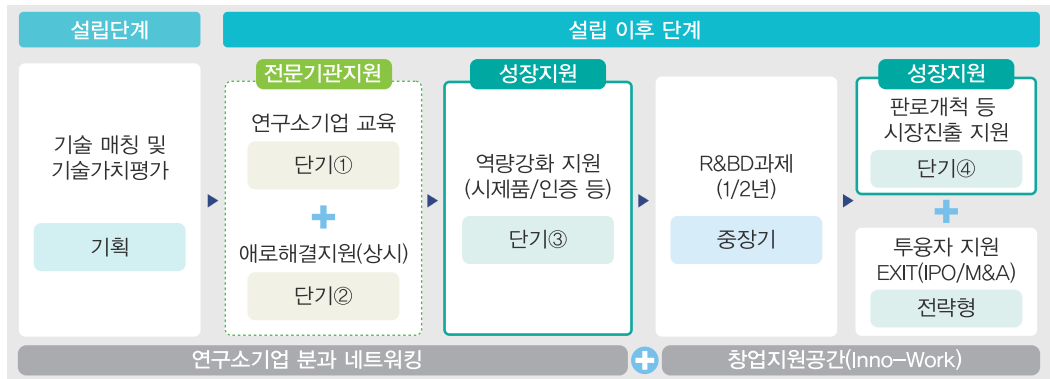 설립단계
설립 이후 단계
기술 매칭 및
기술가치평가
기획
전문기관지원
연구소기업 교육
단기①
애로해결지원(상시)
단기②
성장지원
역량강화 지원
(시제품/인증 등)
단기③
R&BD과제
(1/2년)
중장기
성장지원
판로개척 등
시장진출 지원
단기④
투융자 지원
EXIT(IPO/M&A)
전략형
연구소기업 분과 네트워킹
창업지원공간(Inno-Work)